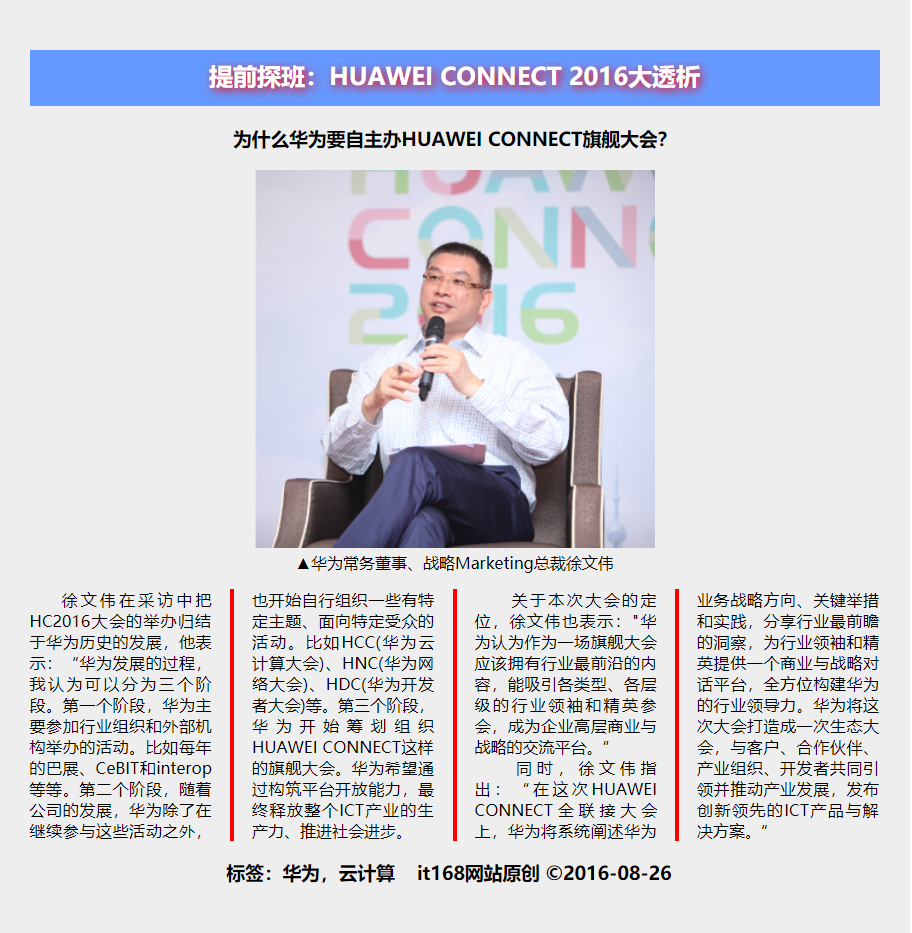 提前探班：HUAWEI CONNECT 2016大透析
为什么华为要自主办HUAWEI CONNECT旗舰大会？
HUAWEI
CONNECT
2016
▲华为常务董事、战略Marketing总裁徐文伟
徐文伟在采访中把
HC2016大会的举办归结
于华为历史的发展，他表
示：“华为发展的过程，
我认为可以分为三个阶
段。第一个阶段，华为主
要参加行业组织和外部机
构举办的活动。比如每年
的巴展、CeBIT和interop
等等。第二个阶段，随着
公司的发展，华为除了在
继续参与这些活动之外，
也开始自行组织一些有特
定主题、面向特定受众的
活动。比如HCC(华为云
计算大会)、HNC(华为网
络大会)、HDC(华为开发
者大会)等。第三个阶段，
华为开始筹划组织
HUAWEI CONNECT这样
的旗舰大会。华为希望通
过构筑平台开放能力，最
终释放整个ICT产业的生
产力、推进社会进步。
关于本次大会的定
位，徐文伟也表示："华
为认为作为一场旗舰大会
应该拥有行业最前沿的内
容，能吸引各类型、各层
级的行业领袖和精英参
会，成为企业高层商业与
战略的交流平台。”
同时，徐文伟指
出：“在这次HUAWEI
CONNECT全联接大会
上，华为将系统阐述华为
业务战略方向、关键举措
和实践，分享行业最前瞻
的洞察，为行业领袖和精
英提供一个商业与战略对
话平台，全方位构建华为
的行业领导力。华为将这
次大会打造成一次生态大
会，与客户、合作伙伴、
产业组织、开发者共同引
领并推动产业发展，发布
创新领先的ICT产品与解
决方案。”
标签：华为，云计算 it168网站原创 ©2016-08-26